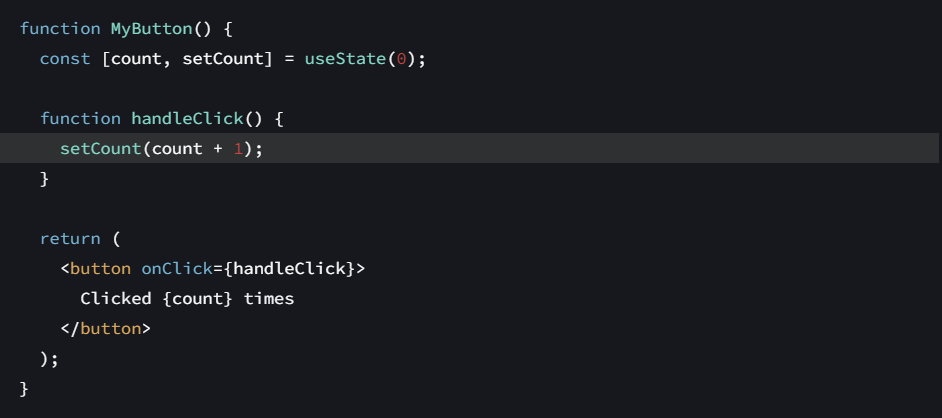 function MyButton() {
  const [count, setCount] = useState(0);

  function handleClick() {
    setCount(count + 1);
  }

  return (
    <button onClick={handleClick}>
      Clicked {count} times
    </button>
  );
}